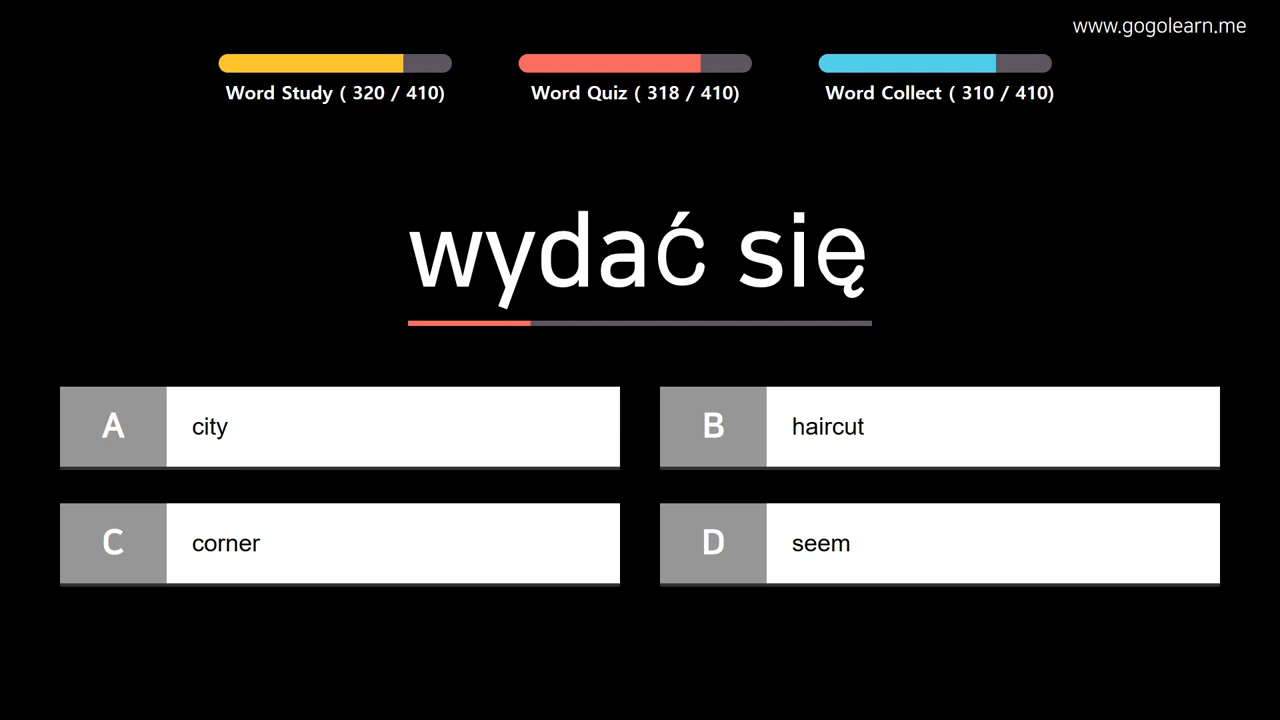 www.gogolearn.me
Word Study ( 320 / 410)
Word Quiz ( 318 / 410)
Word Collect ( 310 / 410)
wydać się
A city
B haircut
C corner
D seem